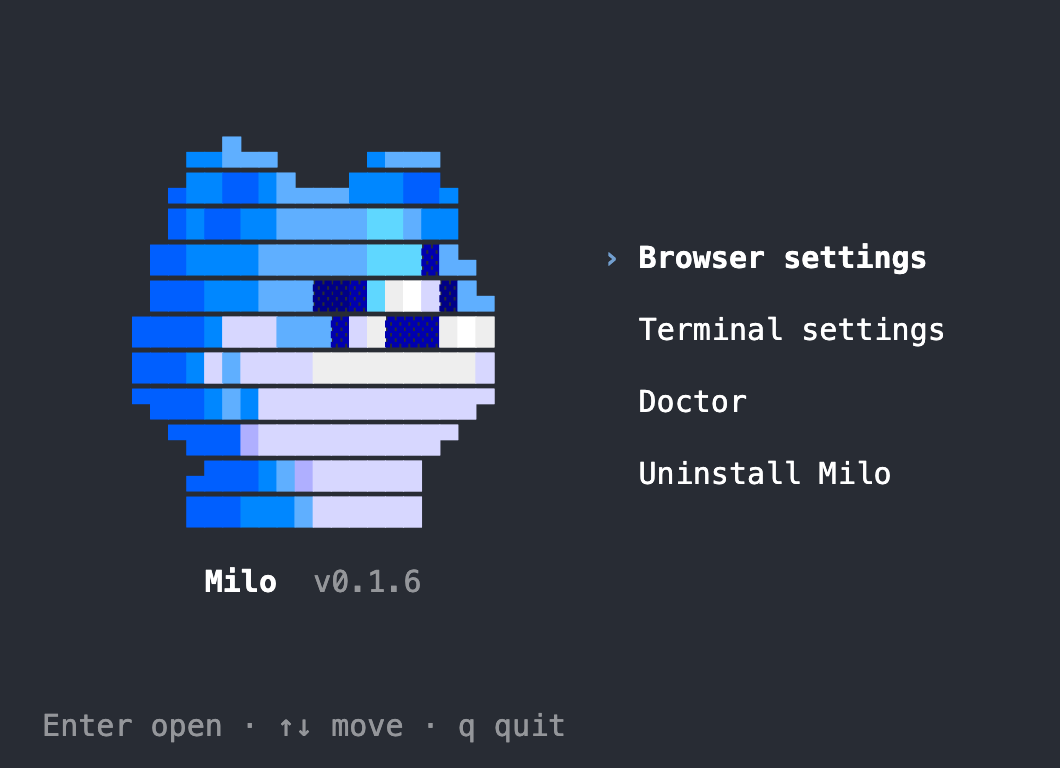 › Browser settings
Terminal settings
Doctor
Uninstall Milo
Milo v0.1.6
Enter open · ↑↓ move · q quit